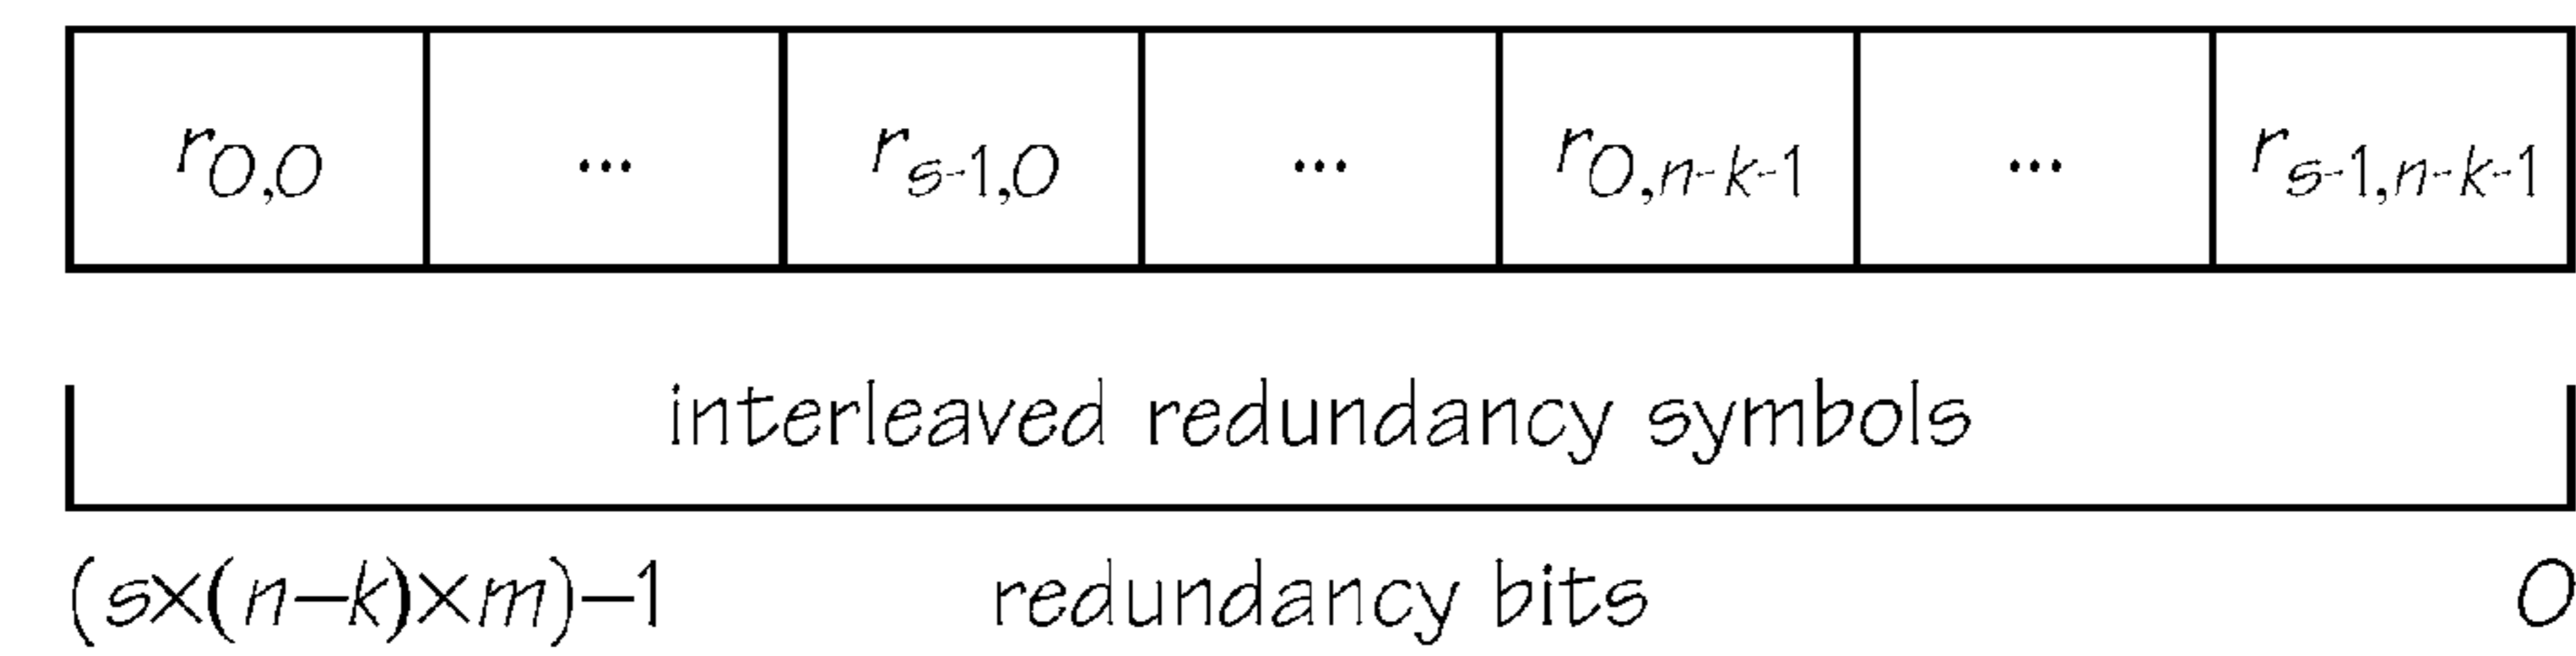 r0,0 ... rs-1,0 ... r0,n-k-1 ... rs-1,n-k-1
interleaved redundancy symbols
(s×(n−k)×m)−1 redundancy bits 0